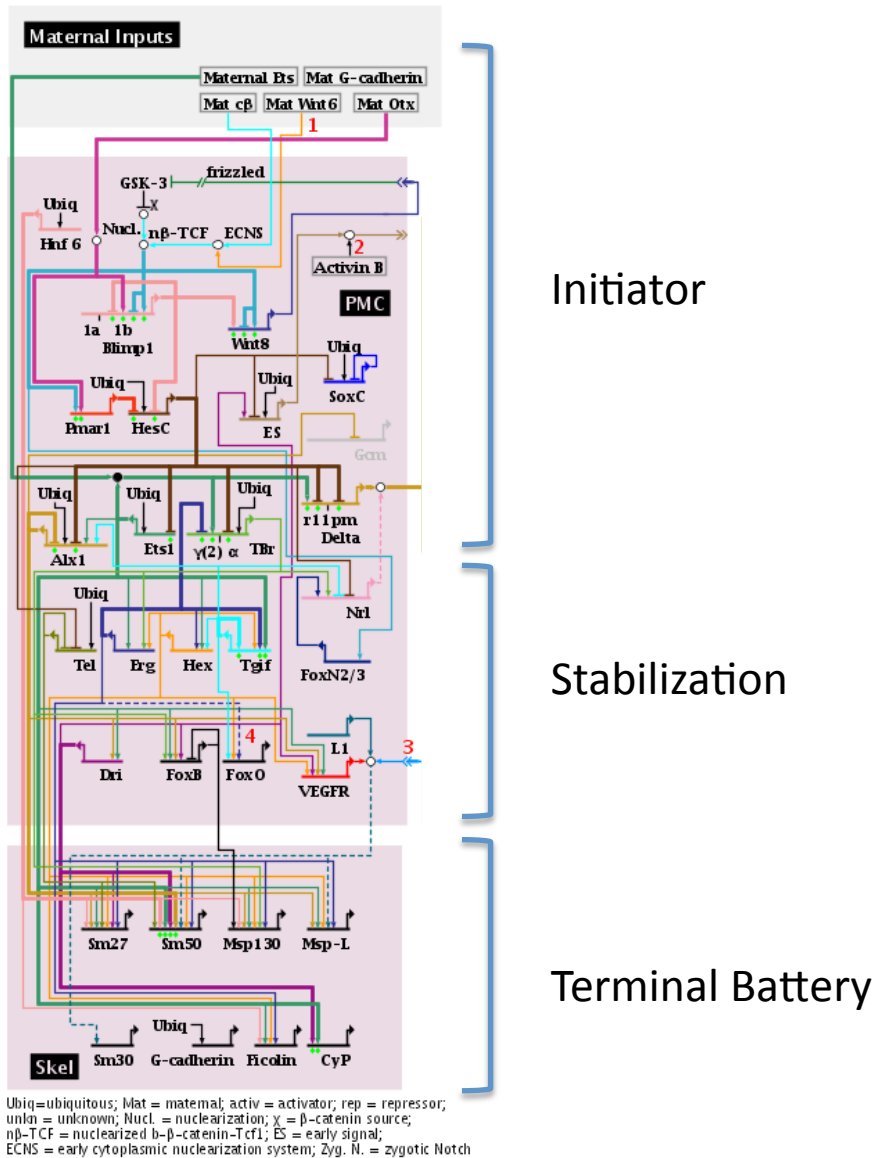 Maternal Inputs
Maternal Ets
Mat G-cadherin
Mat cβ
Mat Wnt6
Mat Otx
1
frizzled
GSK-3
χ
Ubiq
Hnf 6
Nucl.
nβ-TCF
ECNS
2
Activin B
PMC
1a
1b
Blimp1
Wnt8
Ubiq
SoxC
Ubiq
Pmar1
HesC
Ubiq
ES
Gcm
Ubiq
Alx1
Ubiq
Ets1
Ubiq
γ(2)
α
TBr
r11pm
Delta
Nrl
Ubiq
Tel
Erg
Hex
Tgif
FoxN2/3
4
L1
3
Dri
FoxB
FoxO
VEGFR
Sm27
Sm50
Msp130
Msp-L
Ubiq
Skel
Sm30
G-cadherin
Ficolin
CyP
Initiator
Stabilization
Terminal Battery
Ubiq=ubiquitous; Mat = maternal; activ = activator; rep = repressor;
unkn = unknown; Nucl. = nuclearization; χ = β-catenin source;
nβ-TCF = nuclearized b-β-catenin-Tcf1; ES = early signal;
ECNS = early cytoplasmic nuclearization system; Zyg. N. = zygotic Notch